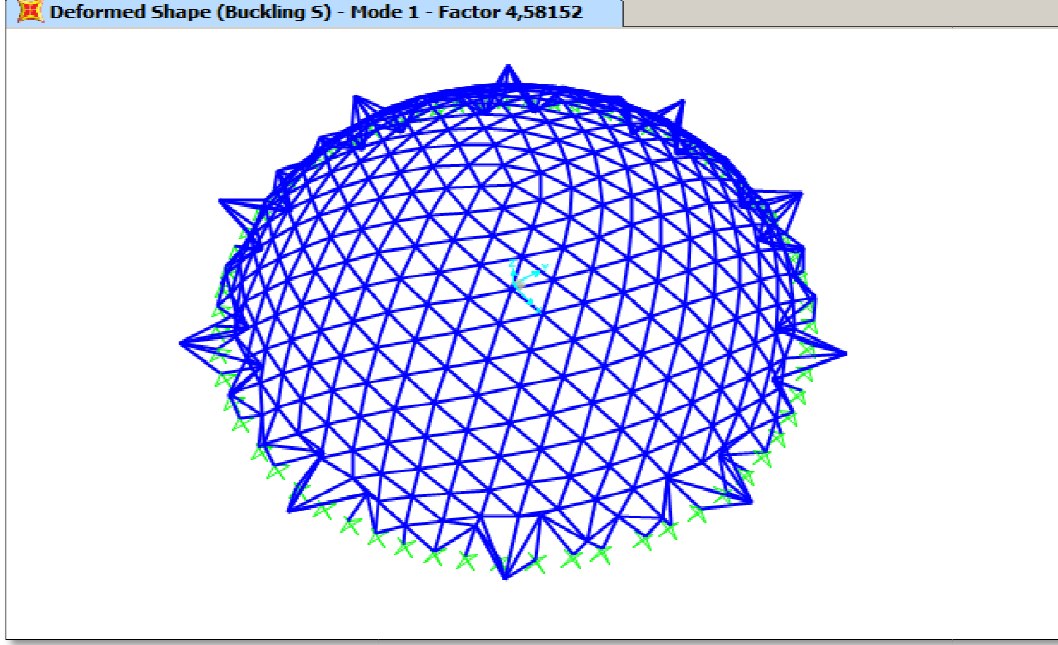 Deformed Shape (Buckling S) - Mode 1 - Factor 4,58152